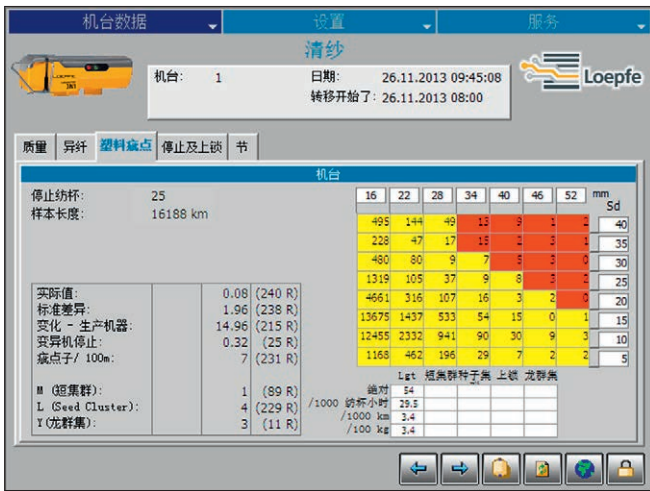 机台数据 设置 服务
清纱
LOEPFE
机台: 1 日期: 26.11.2013 09:45:08
转移开始了: 26.11.2013 08:00
Loepfe
质量 异纤 塑料疵点 停止及上锁 节
机台
停止纺杯: 25
样本长度: 16188 km
16 22 28 34 40 46 52 mm
Sd
495 144 49 13 9 1 2 40
228 47 17 15 2 3 1 35
480 80 9 7 5 3 0 30
1319 105 37 9 8 3 2 25
4661 316 107 16 3 2 0 20
13675 1437 533 54 15 0 1 15
12455 2332 941 90 30 9 3 10
1168 462 196 29 7 2 2 5
实际值: 0.08 (240 R)
标准差异: 1.96 (238 R)
变化 - 生产机器: 14.96 (215 R)
变异机停止: 0.32 (25 R)
疵点子/ 100m: 7 (231 R)
M (短集群): 1 (89 R)
L (Seed Cluster): 4 (229 R)
Y(尤群集): 3 (11 R)
Lgt 短集群 种子集 上锁 龙群集
绝对 54
/1000 纺杯小时 29.5
/1000 km 3.4
/100 kg 3.4